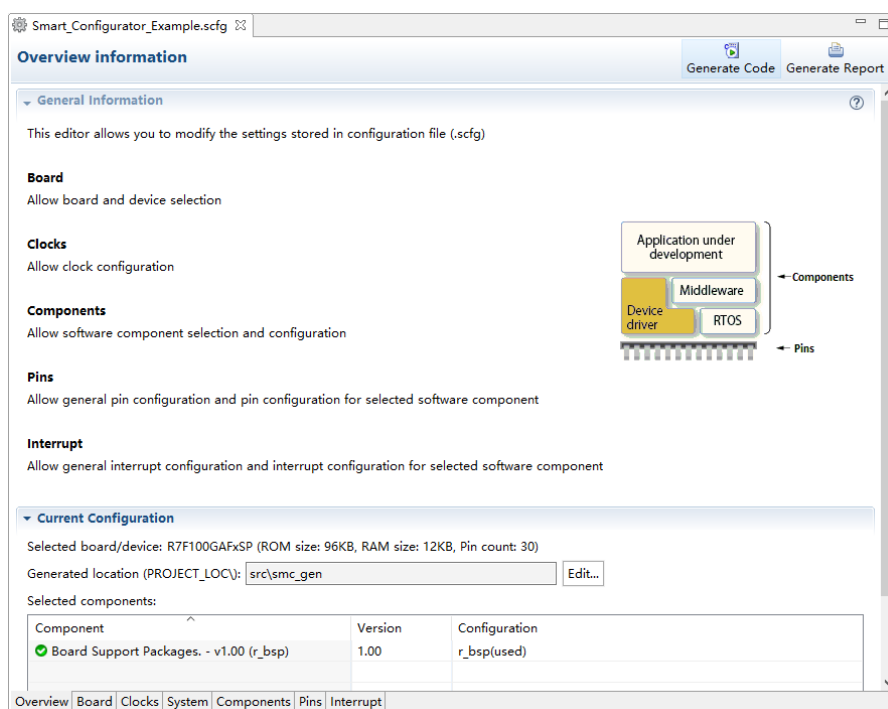 Smart_Configurator_Example.scfg
Overview information
Generate Code
Generate Report
General Information
This editor allows you to modify the settings stored in configuration file (.scfg)
Board
Allow board and device selection
Clocks
Allow clock configuration
Components
Allow software component selection and configuration
Pins
Allow general pin configuration and pin configuration for selected software component
Interrupt
Allow general interrupt configuration and interrupt configuration for selected software component
Application under
development
Middleware
Device
driver
RTOS
Components
Pins
Current Configuration
Selected board/device: R7F100GAFxSP (ROM size: 96KB, RAM size: 12KB, Pin count: 30)
Generated location (PROJECT_LOC\): src\smc_gen Edit...
Selected components:
Component Version Configuration
Board Support Packages. - v1.00 (r_bsp) 1.00 r_bsp(used)
Overview Board Clocks System Components Pins Interrupt